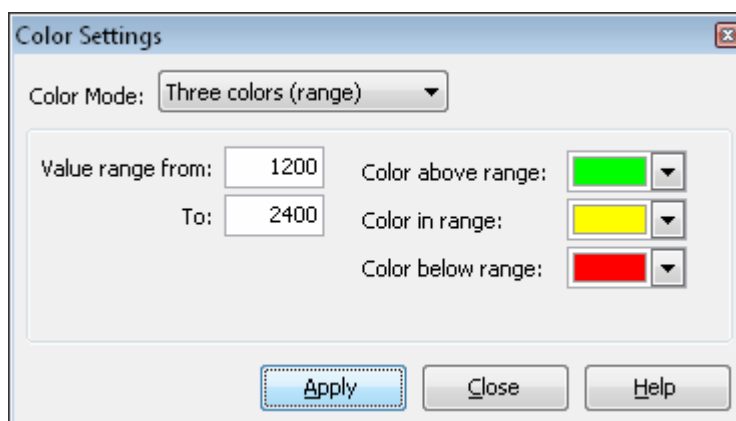 Color Settings
Color Mode: Three colors (range)
Value range from: 1200 Color above range:
To: 2400 Color in range:
Color below range:
Apply Close Help